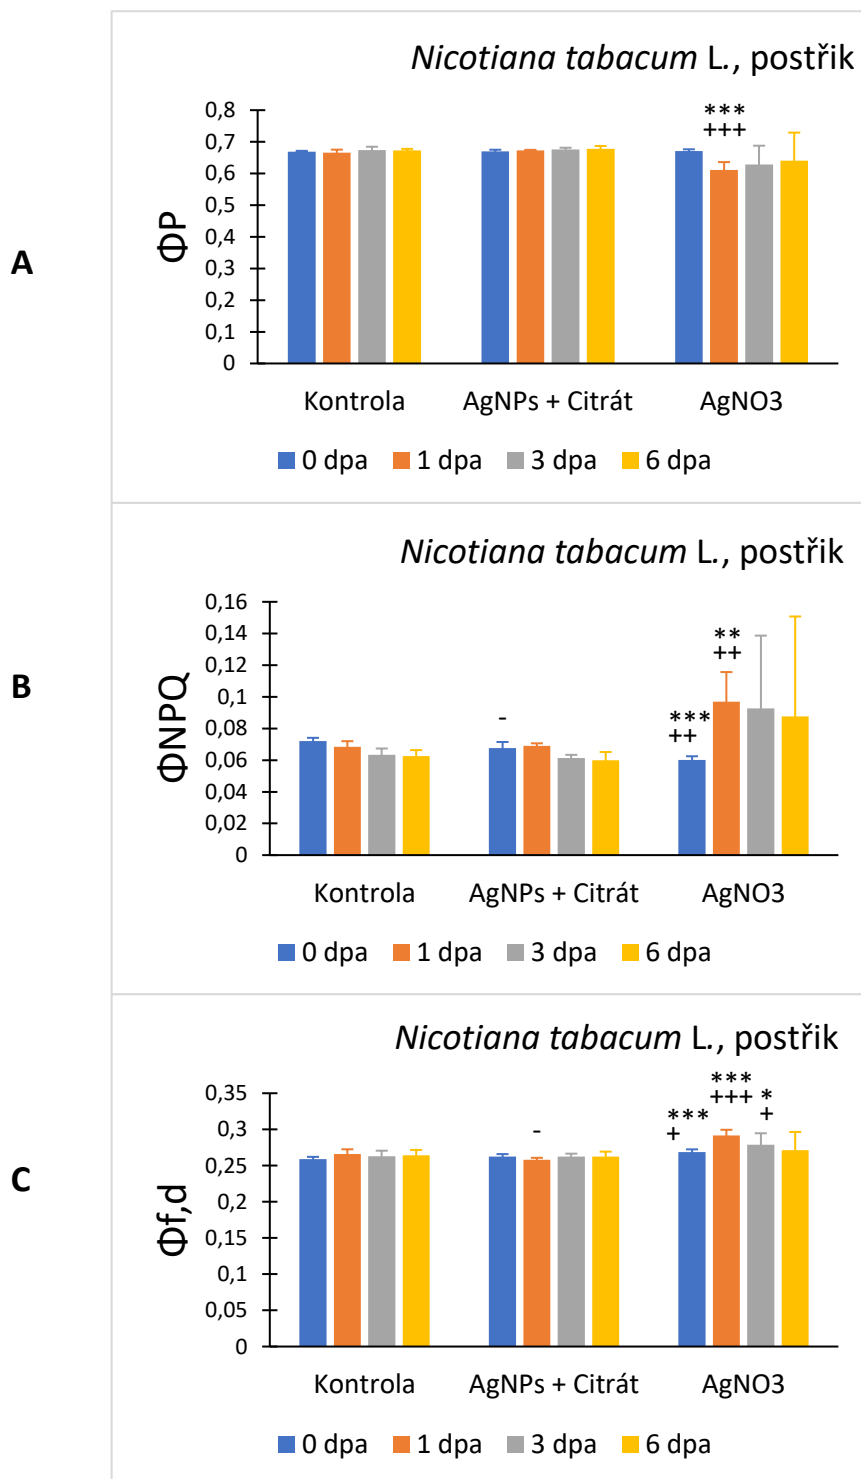 A
Nicotiana tabacum L., postřik
ΦP
0,8
0,7
0,6
0,5
0,4
0,3
0,2
0,1
0
***
+++
Kontrola AgNPs + Citrát AgNO3
0 dpa 1 dpa 3 dpa 6 dpa
B
Nicotiana tabacum L., postřik
ΦNPQ
0,16
0,14
0,12
0,1
0,08
0,06
0,04
0,02
0
-
***
++
**
++
Kontrola AgNPs + Citrát AgNO3
0 dpa 1 dpa 3 dpa 6 dpa
C
Nicotiana tabacum L., postřik
Φf,d
0,35
0,3
0,25
0,2
0,15
0,1
0,05
0
-
***
+
***
+++
*
+
Kontrola AgNPs + Citrát AgNO3
0 dpa 1 dpa 3 dpa 6 dpa